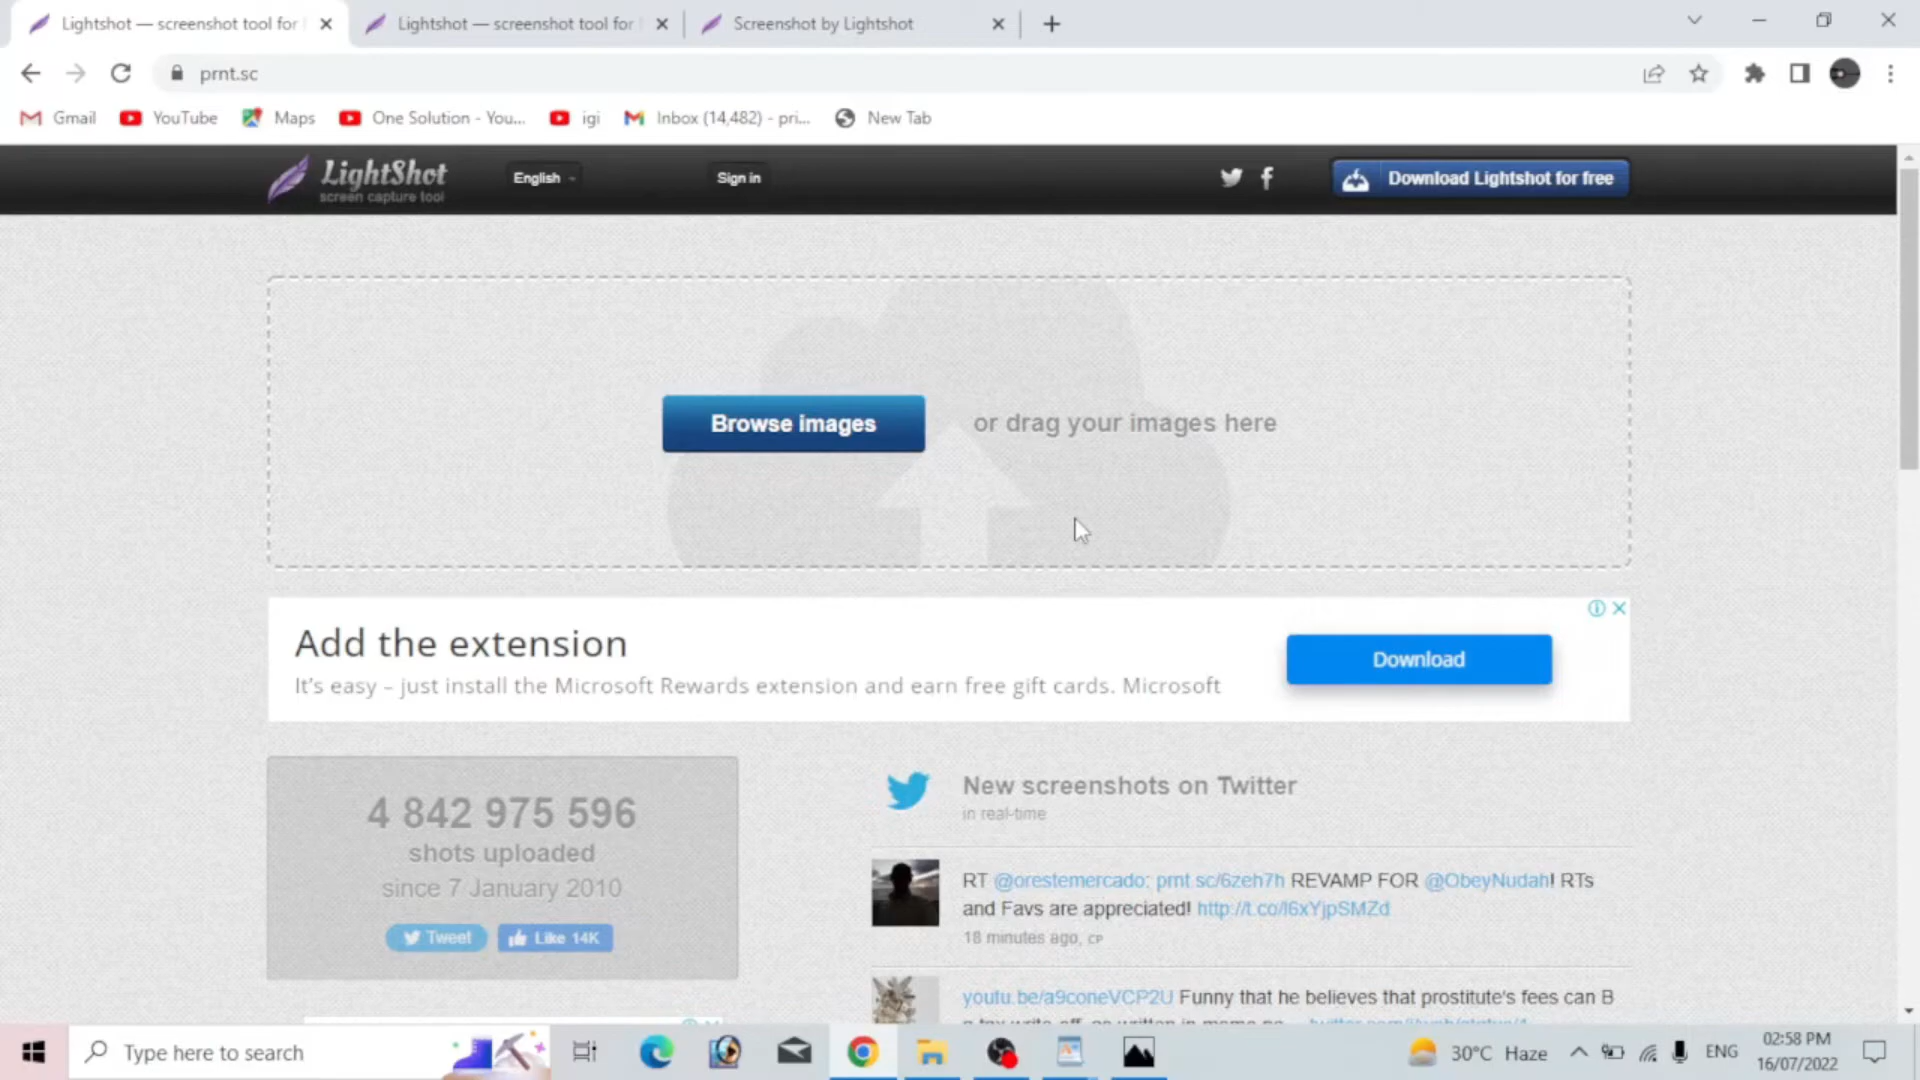 Lightshot — screenshot tool for
Lightshot — screenshot tool for
Screenshot by Lightshot
prnt.sc
Gmail
YouTube
Maps
One Solution - You...
igi
Inbox (14,482) - pri...
New Tab
LightShot
screen capture tool
English
Sign in
Download Lightshot for free
Browse images
or drag your images here
Add the extension
It's easy – just install the Microsoft Rewards extension and earn free gift cards. Microsoft
Download
4 842 975 596
shots uploaded
since 7 January 2010
Tweet
Like 14K
New screenshots on Twitter
in real-time
RT @orestemercado: prnt.sc/6zeh7h REVAMP FOR @ObeyNudah! RTs
and Favs are appreciated! http://t.co/l6xYjpSMZd
18 minutes ago, CP
youtu.be/a9coneVCP2U Funny that he believes that prostitute's fees can B
Type here to search
30°C Haze
ENG
02:58 PM
16/07/2022